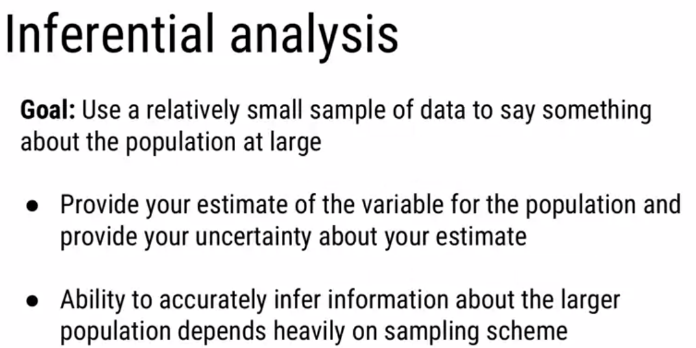 Inferential analysis
Goal: Use a relatively small sample of data to say something
about the population at large
● Provide your estimate of the variable for the population and
provide your uncertainty about your estimate
● Ability to accurately infer information about the larger
population depends heavily on sampling scheme